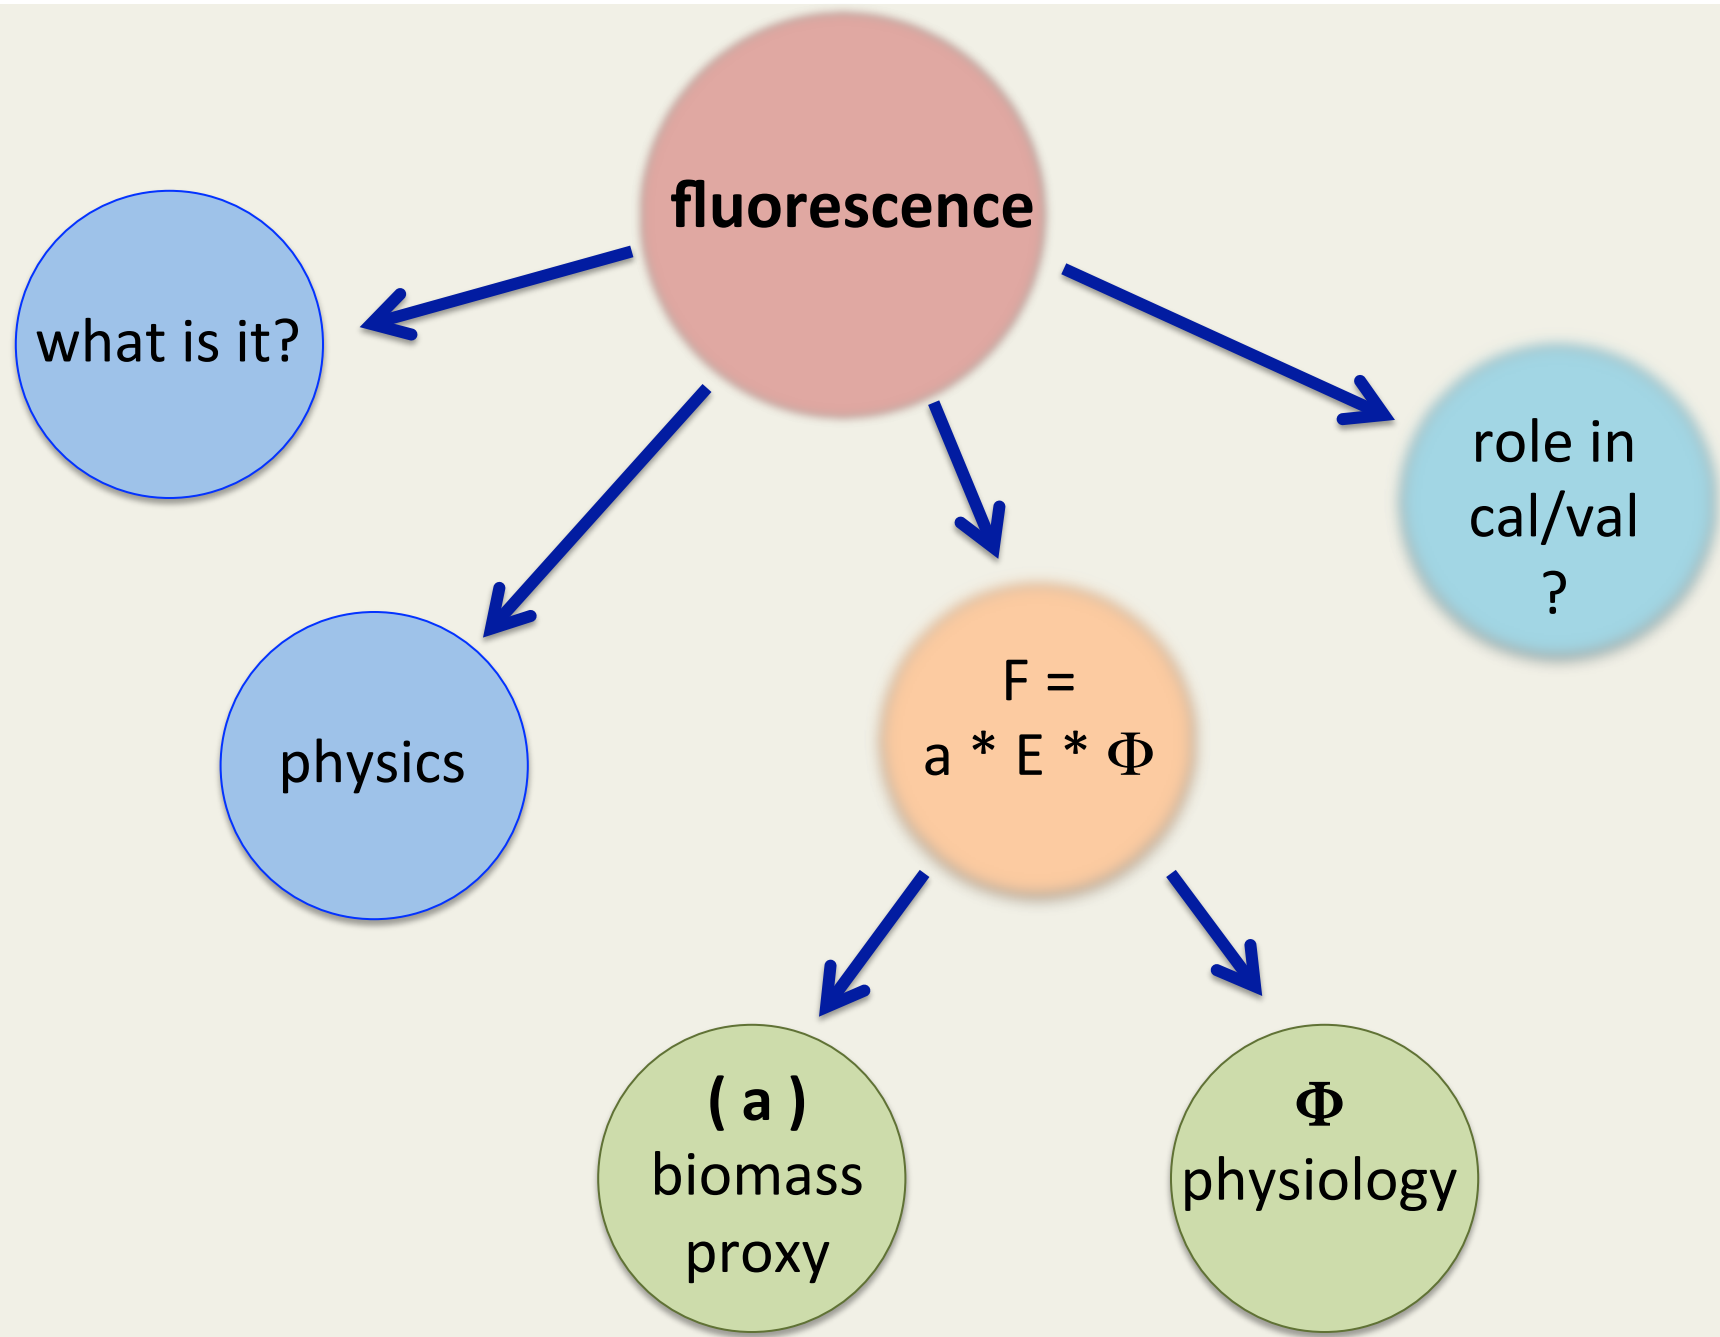 fluorescence
what is it?
physics
F =
a * E * Φ
role in
cal/val
?
( a )
biomass
proxy
Φ
physiology